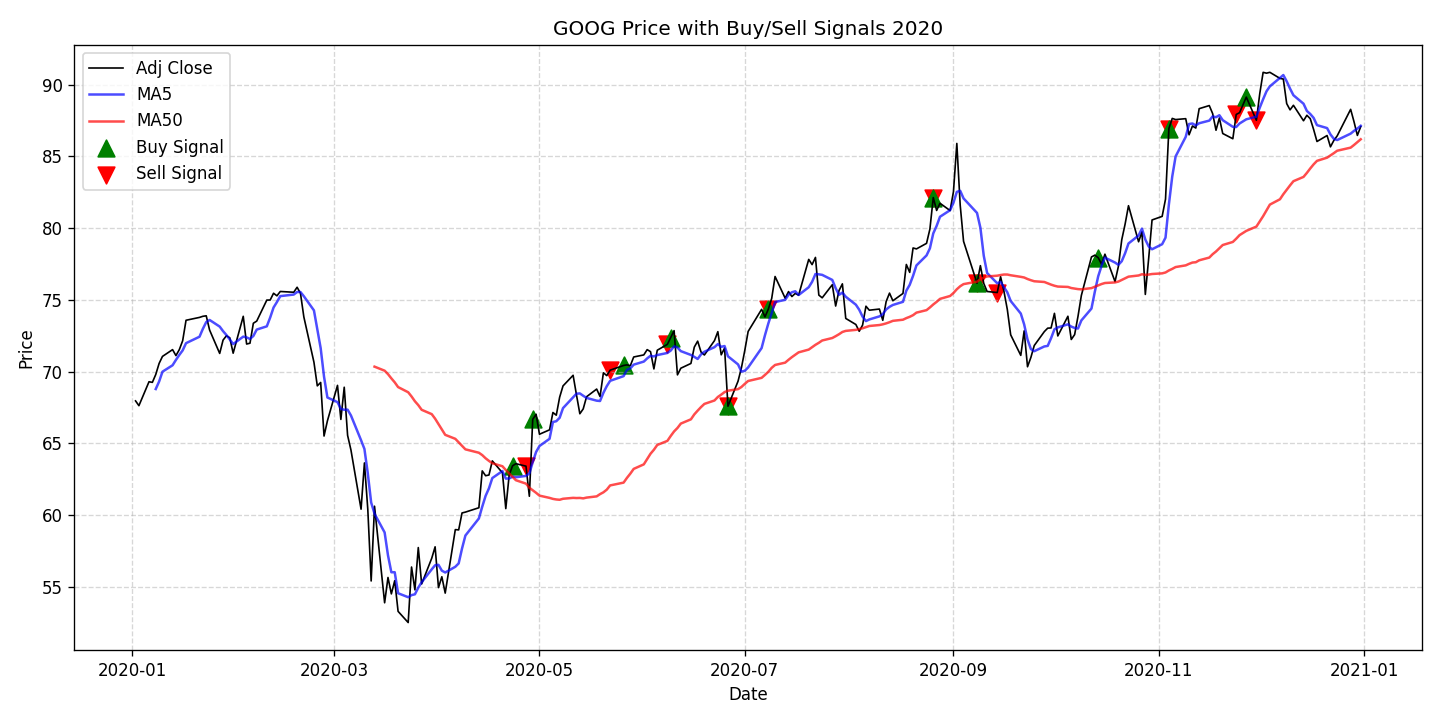 GOOG Price with Buy/Sell Signals 2020
Adj Close
MA5
MA50
Buy Signal
Sell Signal
90
85
80
75
70
65
60
55
Price
2020-01
2020-03
2020-05
2020-07
2020-09
2020-11
2021-01
Date